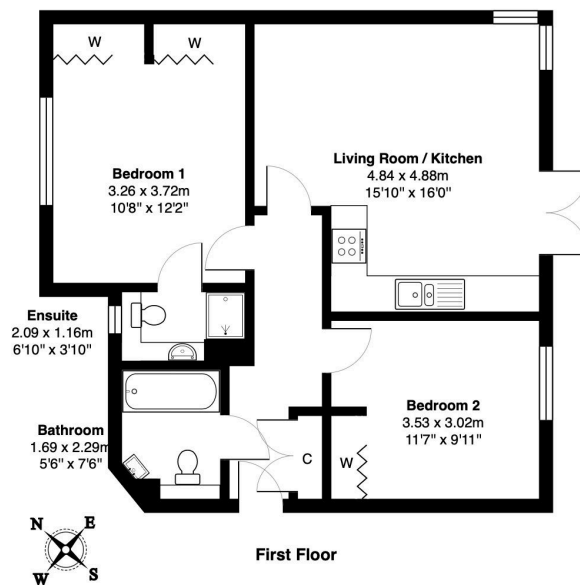 W
W
Bedroom 1
3.26 x 3.72m
10'8" x 12'2"
Living Room / Kitchen
4.84 x 4.88m
15'10" x 16'0"
Ensuite
2.09 x 1.16m
6'10" x 3'10"
Bathroom
1.69 x 2.29m
5'6" x 7'6"
Bedroom 2
3.53 x 3.02m
11'7" x 9'11"
C
W
N
E
W
S
First Floor